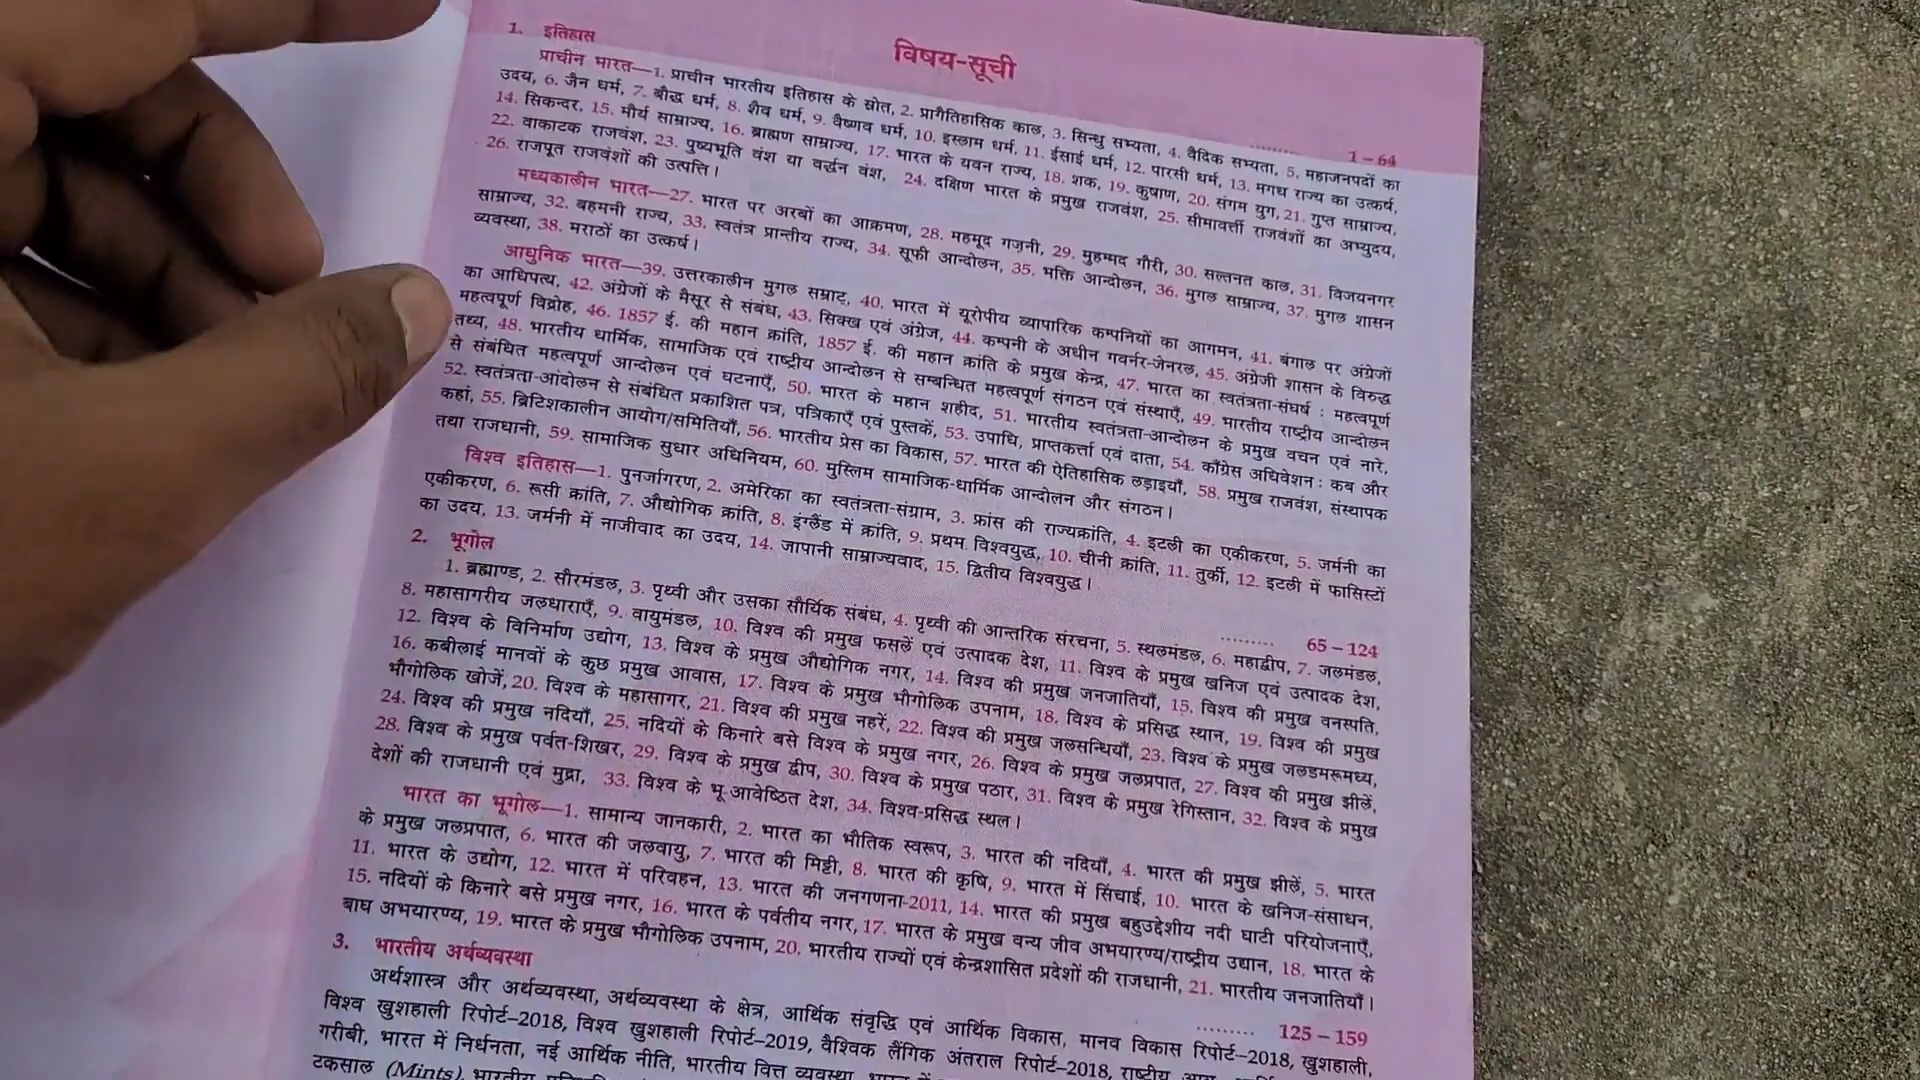 विषय-सूची
1. इतिहास ......... 1 – 64
प्राचीन भारत—1. प्राचीन भारतीय इतिहास के स्रोत, 2. प्रागैतिहासिक काल, 3. सिन्धु सभ्यता, 4. वैदिक सभ्यता, 5. महाजनपदों का
उदय, 6. जैन धर्म, 7. बौद्ध धर्म, 8. शैव धर्म, 9. वैष्णव धर्म, 10. इस्लाम धर्म, 11. ईसाई धर्म, 12. पारसी धर्म, 13. मगध राज्य का उत्कर्ष,
14. सिकन्दर, 15. मौर्य साम्राज्य, 16. ब्राह्मण साम्राज्य, 17. भारत के यवन राज्य, 18. शक, 19. कुषाण, 20. संगम युग, 21. गुप्त साम्राज्य,
22. वाकाटक राजवंश, 23. पुष्यभूति वंश या वर्द्धन वंश, 24. दक्षिण भारत के प्रमुख राजवंश, 25. सीमावर्त्ती राजवंशों का अभ्युदय,
26. राजपूत राजवंशों की उत्पत्ति।
मध्यकालीन भारत—27. भारत पर अरबों का आक्रमण, 28. महमूद गज़नी, 29. मुहम्मद गौरी, 30. सल्तनत काल, 31. विजयनगर
साम्राज्य, 32. बहमनी राज्य, 33. स्वतंत्र प्रान्तीय राज्य, 34. सूफी आन्दोलन, 35. भक्ति आन्दोलन, 36. मुगल साम्राज्य, 37. मुगल शासन
व्यवस्था, 38. मराठों का उत्कर्ष।
आधुनिक भारत—39. उत्तरकालीन मुगल सम्राट्, 40. भारत में यूरोपीय व्यापारिक कम्पनियों का आगमन, 41. बंगाल पर अंग्रेजों
का आधिपत्य, 42. अंग्रेजों के मैसूर से संबंध, 43. सिक्ख एवं अंग्रेज, 44. कम्पनी के अधीन गवर्नर-जेनरल, 45. अंग्रेजी शासन के विरुद्ध
महत्वपूर्ण विद्रोह, 46. 1857 ई. की महान क्रांति, 1857 ई. की महान क्रांति के प्रमुख केन्द्र, 47. भारत का स्वतंत्रता-संघर्ष : महत्वपूर्ण
तथ्य, 48. भारतीय धार्मिक, सामाजिक एवं राष्ट्रीय आन्दोलन से सम्बन्धित महत्वपूर्ण संगठन एवं संस्थाएँ, 49. भारतीय राष्ट्रीय आन्दोलन
से संबंधित महत्वपूर्ण आन्दोलन एवं घटनाएँ, 50. भारत के महान शहीद, 51. भारतीय स्वतंत्रता-आन्दोलन के प्रमुख वचन एवं नारे,
52. स्वतंत्रता-आंदोलन से संबंधित प्रकाशित पत्र, पत्रिकाएँ एवं पुस्तकें, 53. उपाधि, प्राप्तकर्त्ता एवं दाता, 54. काँग्रेस अधिवेशन : कब और
कहां, 55. ब्रिटिशकालीन आयोग/समितियाँ, 56. भारतीय प्रेस का विकास, 57. भारत की ऐतिहासिक लड़ाइयाँ, 58. प्रमुख राजवंश, संस्थापक
तथा राजधानी, 59. सामाजिक सुधार अधिनियम, 60. मुस्लिम सामाजिक-धार्मिक आन्दोलन और संगठन।
विश्व इतिहास—1. पुनर्जागरण, 2. अमेरिका का स्वतंत्रता-संग्राम, 3. फ्रांस की राज्यक्रांति, 4. इटली का एकीकरण, 5. जर्मनी का
एकीकरण, 6. रूसी क्रांति, 7. औद्योगिक क्रांति, 8. इंग्लैंड में क्रांति, 9. प्रथम विश्वयुद्ध, 10. चीनी क्रांति, 11. तुर्की, 12. इटली में फासिस्टों
का उदय, 13. जर्मनी में नाजीवाद का उदय, 14. जापानी साम्राज्यवाद, 15. द्वितीय विश्वयुद्ध।
2. भूगोल ......... 65 – 124
1. ब्रह्माण्ड, 2. सौरमंडल, 3. पृथ्वी और उसका सौर्यिक संबंध, 4. पृथ्वी की आन्तरिक संरचना, 5. स्थलमंडल, 6. महाद्वीप, 7. जलमंडल,
8. महासागरीय जलधाराएँ, 9. वायुमंडल, 10. विश्व की प्रमुख फसलें एवं उत्पादक देश, 11. विश्व के प्रमुख खनिज एवं उत्पादक देश,
12. विश्व के विनिर्माण उद्योग, 13. विश्व के प्रमुख औद्योगिक नगर, 14. विश्व की प्रमुख जनजातियाँ, 15. विश्व की प्रमुख वनस्पति,
16. कबीलाई मानवों के कुछ प्रमुख आवास, 17. विश्व के प्रमुख भौगोलिक उपनाम, 18. विश्व के प्रसिद्ध स्थान, 19. विश्व की प्रमुख
भौगोलिक खोजें, 20. विश्व के महासागर, 21. विश्व की प्रमुख नहरें, 22. विश्व की प्रमुख जलसन्धियाँ, 23. विश्व के प्रमुख जलडमरूमध्य,
24. विश्व की प्रमुख नदियाँ, 25. नदियों के किनारे बसे विश्व के प्रमुख नगर, 26. विश्व के प्रमुख जलप्रपात, 27. विश्व की प्रमुख झीलें,
28. विश्व के प्रमुख पर्वत-शिखर, 29. विश्व के प्रमुख द्वीप, 30. विश्व के प्रमुख पठार, 31. विश्व के प्रमुख रेगिस्तान, 32. विश्व के प्रमुख
देशों की राजधानी एवं मुद्रा, 33. विश्व के भू आवेष्ठित देश, 34. विश्व-प्रसिद्ध स्थल।
भारत का भूगोल—1. सामान्य जानकारी, 2. भारत का भौतिक स्वरूप, 3. भारत की नदियाँ, 4. भारत की प्रमुख झीलें, 5. भारत
के प्रमुख जलप्रपात, 6. भारत की जलवायु, 7. भारत की मिट्टी, 8. भारत की कृषि, 9. भारत में सिंचाई, 10. भारत के खनिज-संसाधन,
11. भारत के उद्योग, 12. भारत में परिवहन, 13. भारत की जनगणना-2011, 14. भारत की प्रमुख बहुउद्देशीय नदी घाटी परियोजनाएँ,
15. नदियों के किनारे बसे प्रमुख नगर, 16. भारत के पर्वतीय नगर, 17. भारत के प्रमुख वन्य जीव अभयारण्य/राष्ट्रीय उद्यान, 18. भारत के
बाघ अभयारण्य, 19. भारत के प्रमुख भौगोलिक उपनाम, 20. भारतीय राज्यों एवं केन्द्रशासित प्रदेशों की राजधानी, 21. भारतीय जनजातियाँ।
3. भारतीय अर्थव्यवस्था ......... 125 – 159
अर्थशास्त्र और अर्थव्यवस्था, अर्थव्यवस्था के क्षेत्र, आर्थिक संवृद्धि एवं आर्थिक विकास, मानव विकास रिपोर्ट–2018, खुशहाली,
विश्व खुशहाली रिपोर्ट–2018, विश्व खुशहाली रिपोर्ट–2019, वैश्विक लैंगिक अंतराल रिपोर्ट–2018, राष्ट्रीय
गरीबी, भारत में निर्धनता, नई आर्थिक नीति, भारतीय वित्त व्यवस्था,
टकसाल (Mints), भारतीय